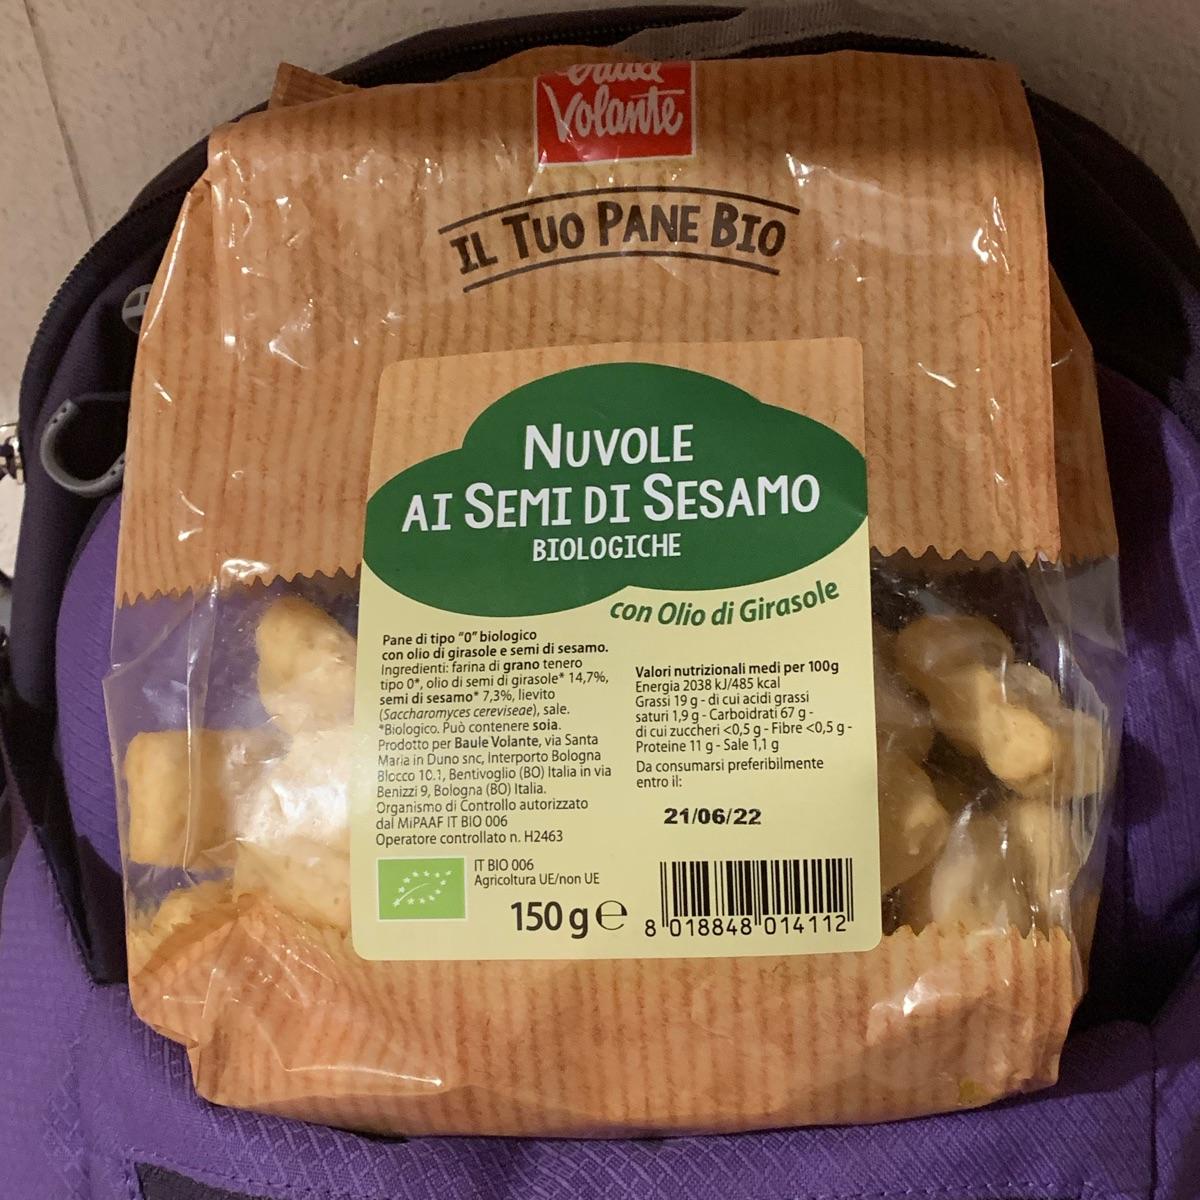 Baule
Volante
IL TUO PANE BIO
NUVOLE
AI SEMI DI SESAMO
BIOLOGICHE
con Olio di Girasole
Pane di tipo "0" biologico
con olio di girasole e semi di sesamo.
Ingredienti: farina di grano tenero
tipo 0*, olio di semi di girasole* 14,7%,
semi di sesamo* 7,3%, lievito
(Saccharomyces cereviseae), sale.
*Biologico. Può contenere soia.
Prodotto per Baule Volante, via Santa
Maria in Duno snc, Interporto Bologna
Blocco 10.1, Bentivoglio (BO) Italia in via
Benizzi 9, Bologna (BO) Italia.
Organismo di Controllo autorizzato
dal MiPAAF IT BIO 006
Operatore controllato n. H2463
IT BIO 006
Agricoltura UE/non UE
150 g e
Valori nutrizionali medi per 100g
Energia 2038 kJ/485 kcal
Grassi 19 g - di cui acidi grassi
saturi 1,9 g - Carboidrati 67 g -
di cui zuccheri <0,5 g - Fibre <0,5 g -
Proteine 11 g - Sale 1,1 g
Da consumarsi preferibilmente
entro il:
21/06/22
8 018848 014112